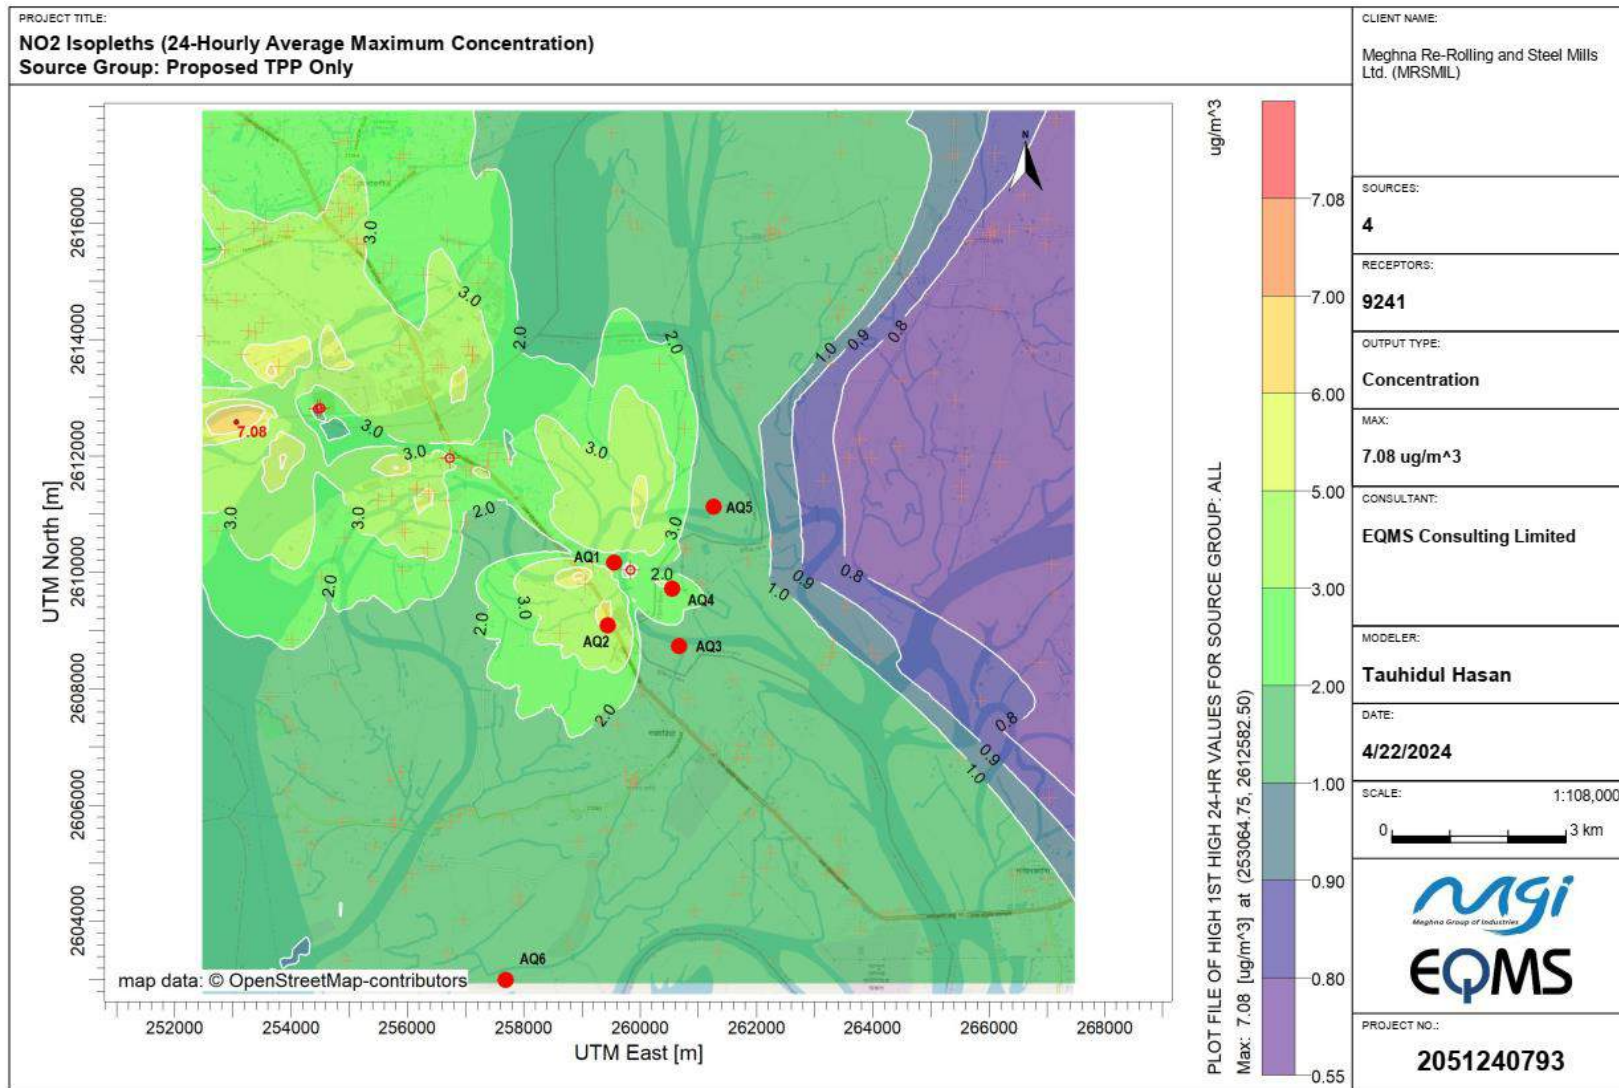 PROJECT TITLE:
NO2 Isopleths (24-Hourly Average Maximum Concentration)
Source Group: Proposed TPP Only
CLIENT NAME:
Meghna Re-Rolling and Steel Mills
Ltd. (MRSMIL)
SOURCES:
4
RECEPTORS:
9241
OUTPUT TYPE:
Concentration
MAX:
7.08 ug/m^3
CONSULTANT:
EQMS Consulting Limited
MODELER:
Tauhidul Hasan
DATE:
4/22/2024
SCALE:
1:108,000
0
3 km
Mgi
Meghna Group of Industries
EQMS
PROJECT NO.:
2051240793
UTM North [m]
2616000
2614000
2612000
2610000
2608000
2606000
2604000
UTM East [m]
252000
254000
256000
258000
260000
262000
264000
266000
268000
N
3.0
3.0
2.0
2.0
1.0
0.9
0.8
7.08
3.0
3.0
3.0
3.0
3.0
2.0
3.0
AQ5
AQ1
2.0
AQ4
0.9
0.8
1.0
2.0
2.0
3.0
AQ2
AQ3
2.0
0.8
0.9
1.0
AQ6
map data: © OpenStreetMap-contributors
PLOT FILE OF HIGH 1ST HIGH 24-HR VALUES FOR SOURCE GROUP: ALL
Max: 7.08 [ug/m^3] at (253064.75, 2612582.50)
ug/m^3
7.08
7.00
6.00
5.00
3.00
2.00
1.00
0.90
0.80
0.55